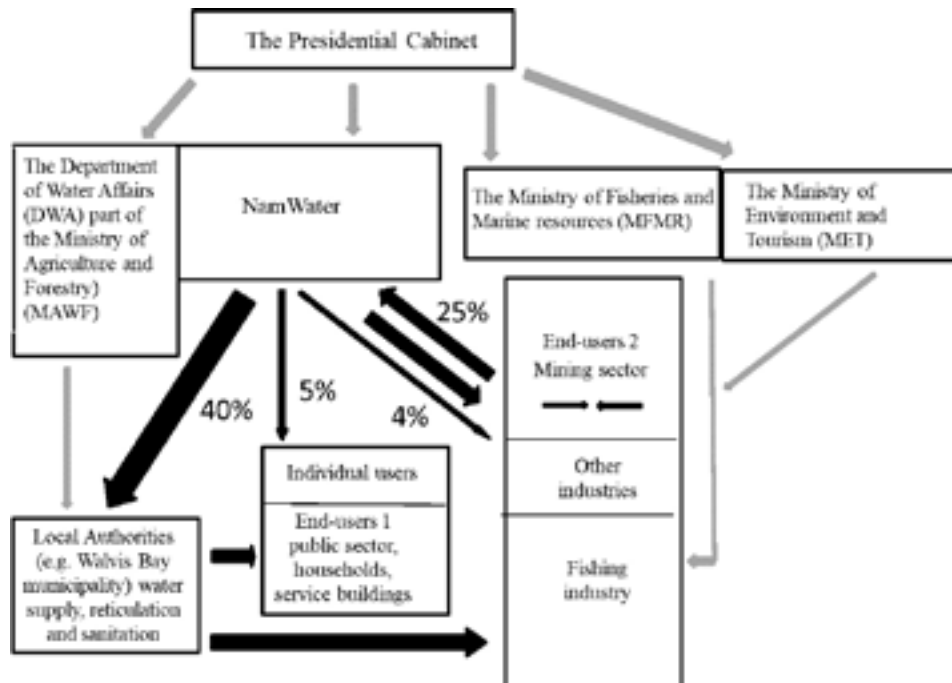 The Presidential Cabinet
The Department
of Water Affairs
(DWA) part of
the Ministry of
Agriculture and
Forestry)
(MAWF)
NamWater
The Ministry of Fisheries and
Marine resources (MFMR)
The Ministry of
Environment and
Tourism (MET)
25%
End-users 2
Mining sector
40%
5%
4%
Individual users
Other
industries
End-users 1
public sector,
households,
service buildings
Local Authorities
(e.g. Walvis Bay
municipality) water
supply, reticulation
and sanitation
Fishing
industry